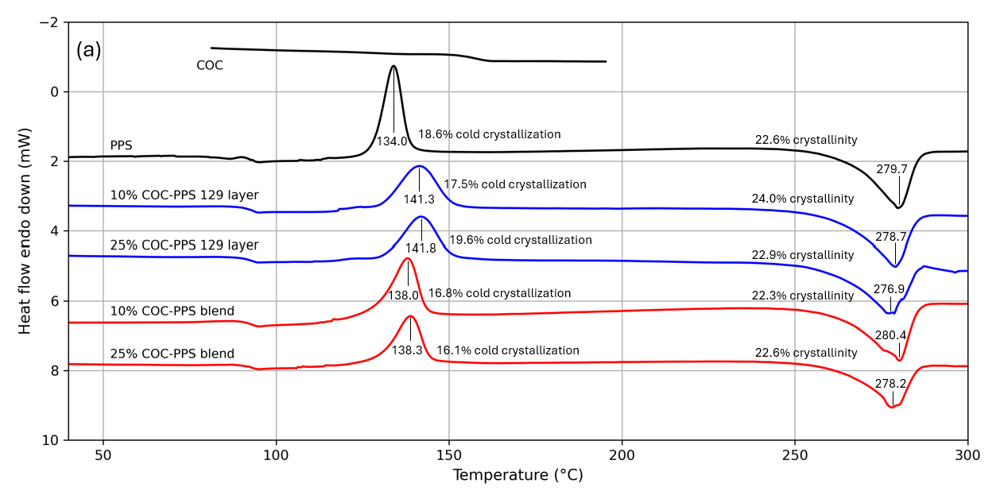 −2
(a)
COC
0
134.0
18.6% cold crystallization
22.6% crystallinity
PPS
2
279.7
10% COC-PPS 129 layer
141.3
17.5% cold crystallization
24.0% crystallinity
4
278.7
25% COC-PPS 129 layer
141.8
19.6% cold crystallization
22.9% crystallinity
276.9
6
138.0
16.8% cold crystallization
22.3% crystallinity
10% COC-PPS blend
280.4
25% COC-PPS blend
138.3
16.1% cold crystallization
22.6% crystallinity
8
278.2
10
50
100
150
200
250
300
Temperature (°C)
Heat flow endo down (mW)